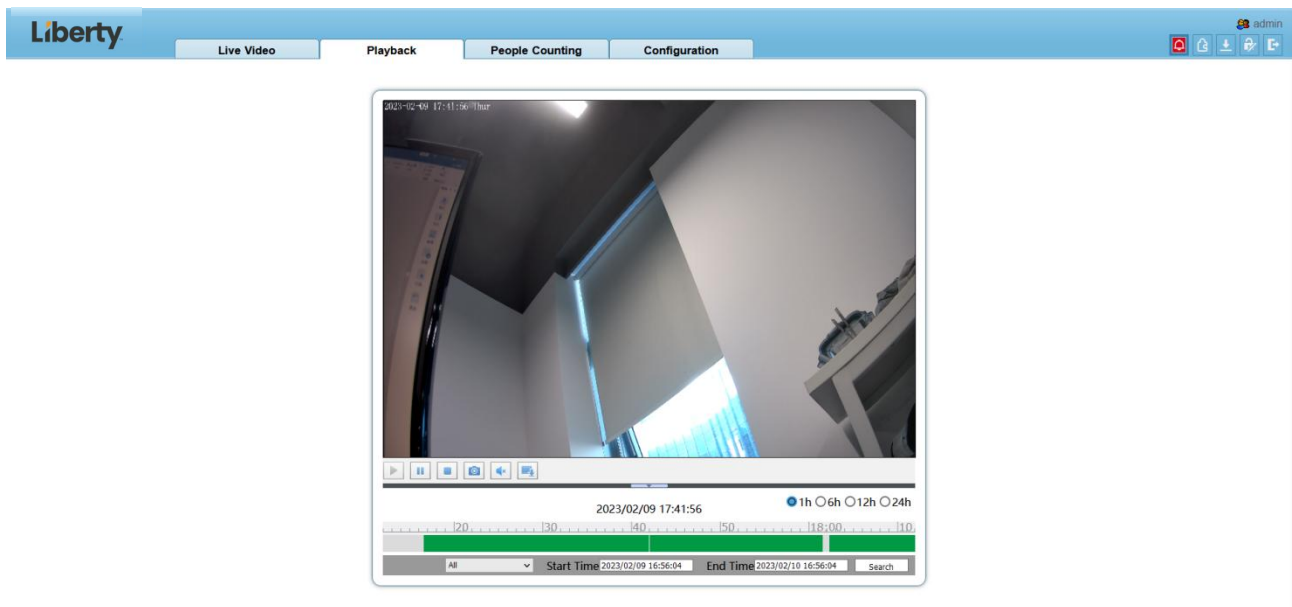 Liberty
admin
Live Video Playback People Counting Configuration
2023-02-09 17:41:56 Thur
2023/02/09 17:41:56
1h 6h 12h 24h
20 30 40 50 18:00 10
All Start Time 2023/02/09 16:56:04 End Time 2023/02/10 16:56:04 Search